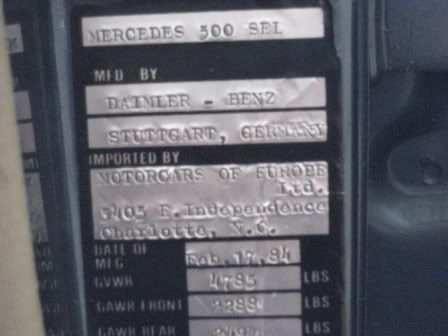 MERCEDES 500 SEL
MFD BY
DAIMLER - BENZ
STUTTGART, GERMANY
IMPORTED BY
MOTORCARS OF EUROPE
Ltd.
5405 E.Independence
Charlotte, N.C.
DATE OF
MFG Feb.17,84
GVWR 4785 LBS
GAWR FRONT 2288 LBS
GAWR REAR LBS